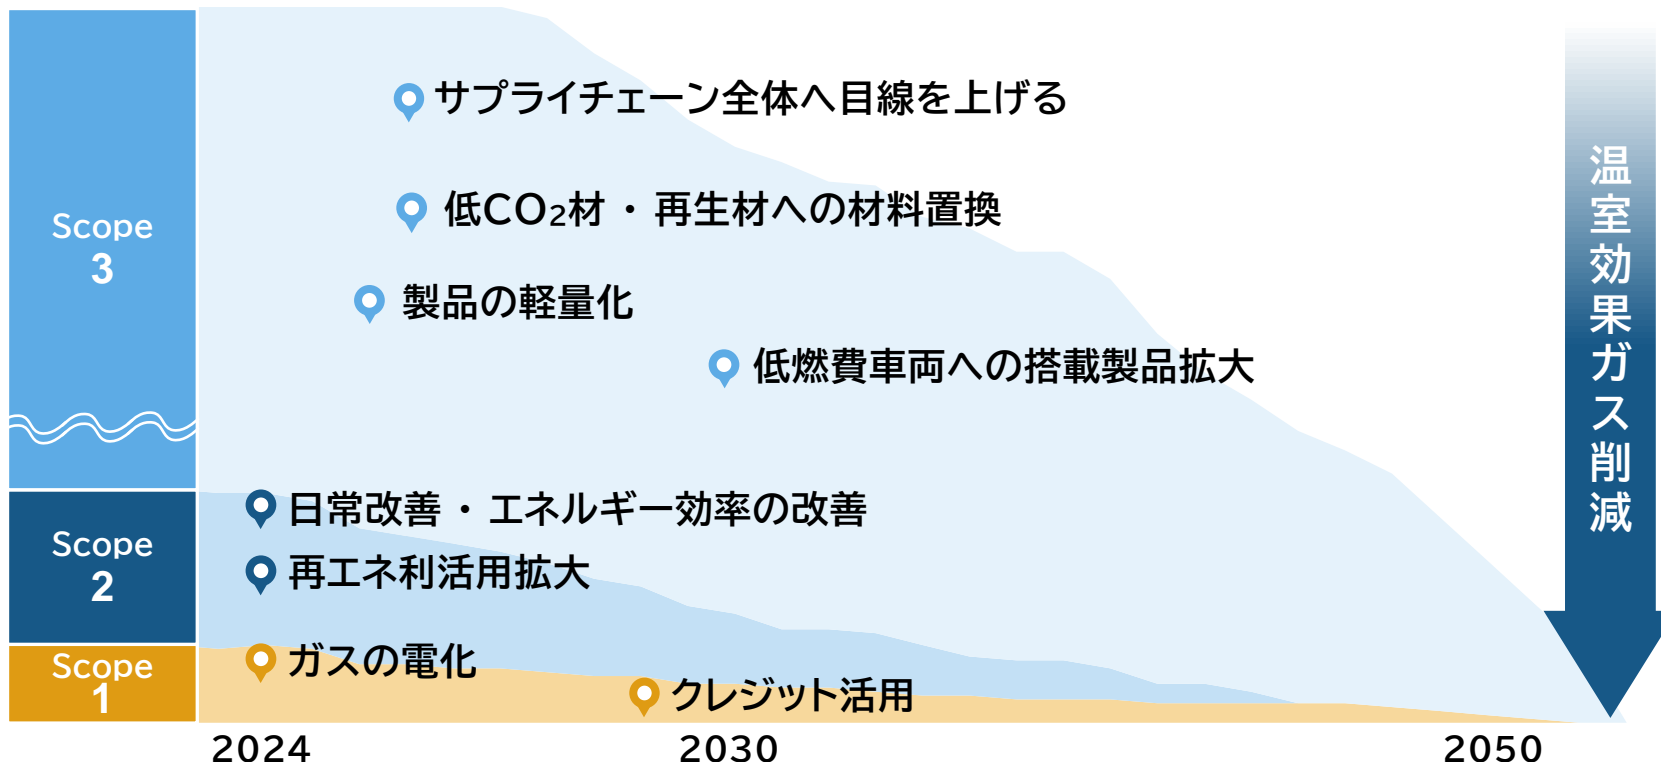 Scope
3
サプライチェーン全体へ目線を上げる
低CO₂材・再生材への材料置換
製品の軽量化
低燃費車両への搭載製品拡大
Scope
2
日常改善・エネルギー効率の改善
再エネ利活用拡大
Scope
1
ガスの電化
クレジット活用
2024
2030
2050
温室効果ガス削減